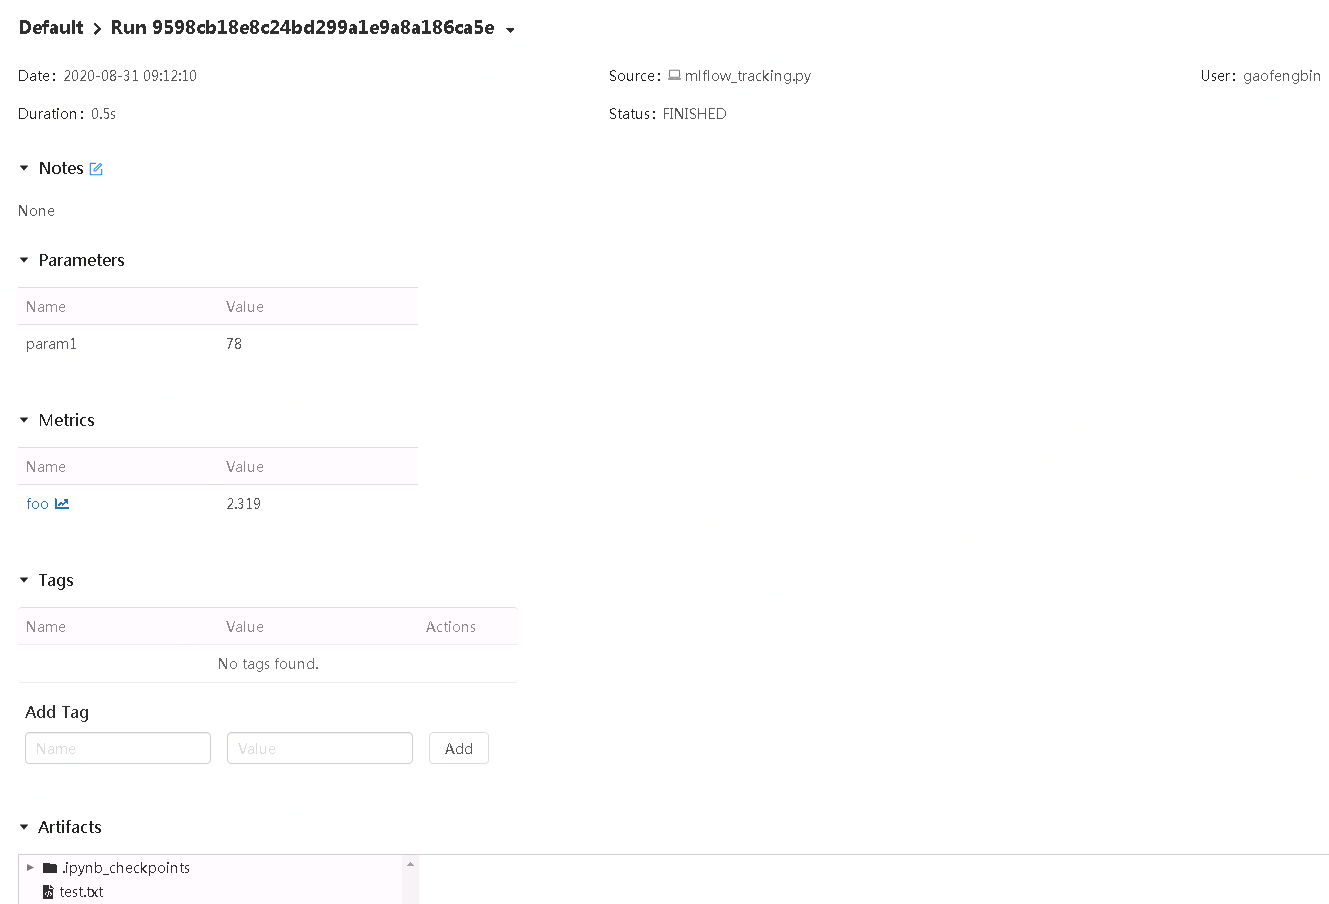 Default > Run 9598cb18e8c24bd299a1e9a8a186ca5e
Date: 2020-08-31 09:12:10 Source: mlflow_tracking.py User: gaofengbin
Duration: 0.5s Status: FINISHED
Notes
None
Parameters
Name Value
param1 78
Metrics
Name Value
foo 2.319
Tags
Name Value Actions
No tags found.
Add Tag
Name Value Add
Artifacts
.ipynb_checkpoints
test.txt